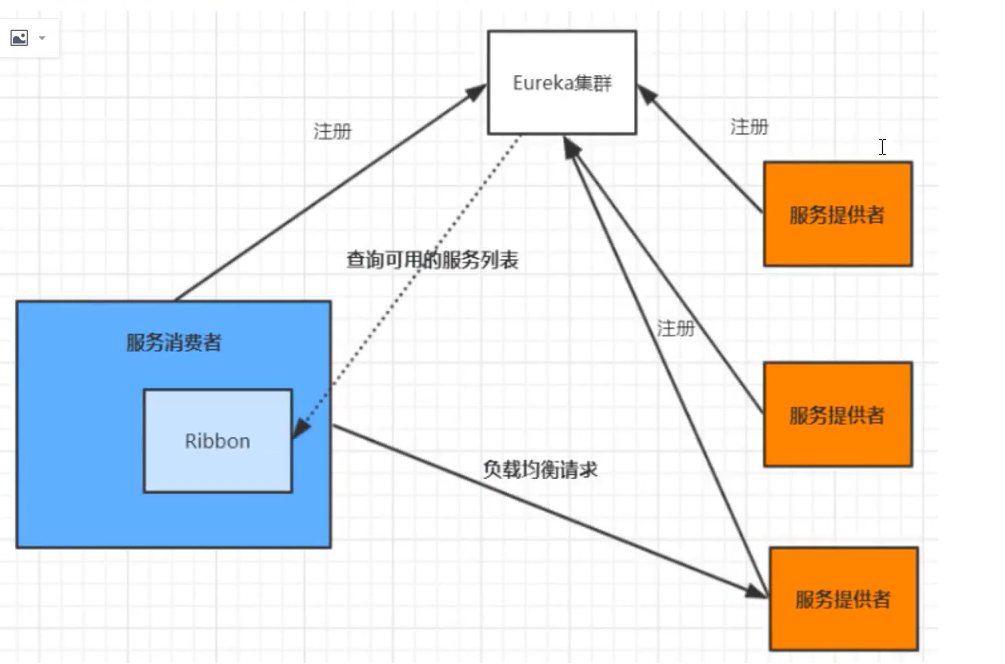 Eureka集群
注册
注册
服务提供者
查询可用的服务列表
注册
服务消费者
服务提供者
Ribbon
负载均衡请求
服务提供者